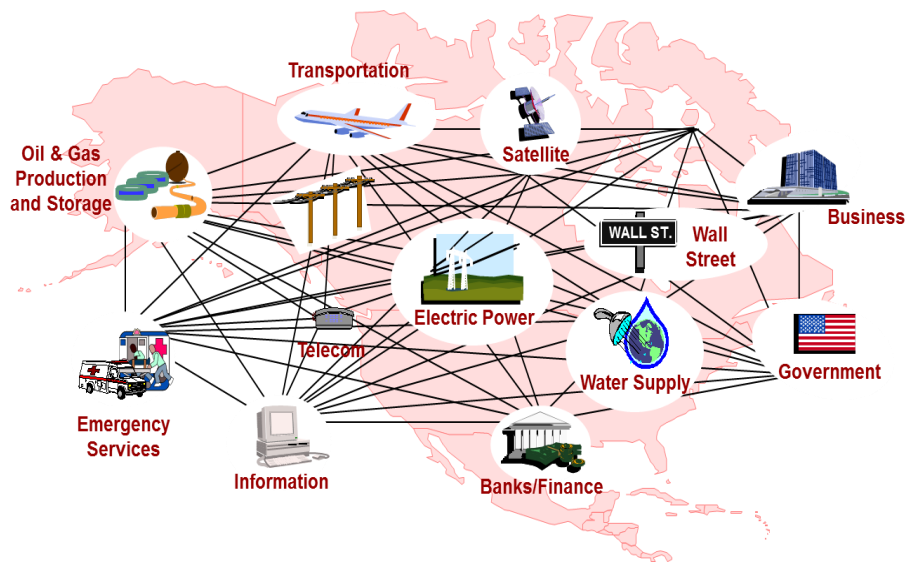 Transportation
Oil & Gas
Production
and Storage
Satellite
Business
WALL ST.
Wall
Street
Electric Power
Telecom
Water Supply
Government
Emergency
Services
Information
Banks/Finance